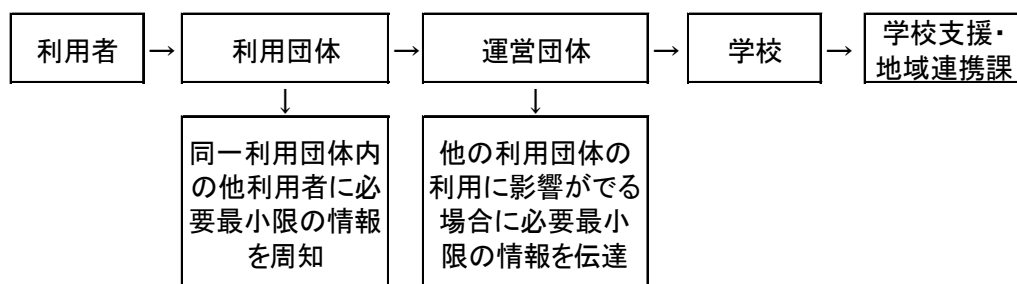 利用者 → 利用団体 → 運営団体 → 学校 → 学校支援・
地域連携課
↓ ↓
同一利用団体内
の他利用者に必
要最小限の情報
を周知
他の利用団体の
利用に影響がでる
場合に必要最小
限の情報を伝達